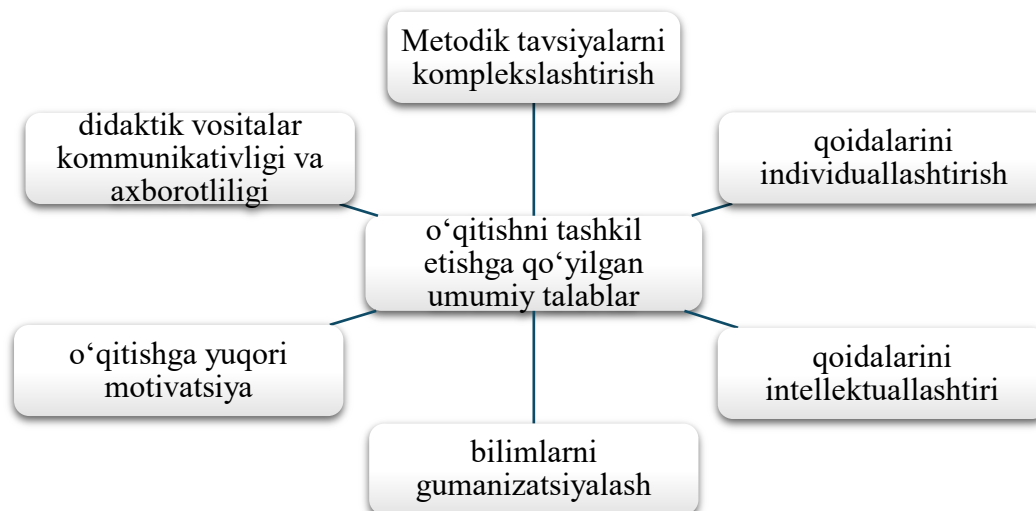 Metodik tavsiyalarni
komplekslashtirish
didaktik vositalar
kommunikativligi va
axborotliligi
qoidalarini
individuallashtirish
o‘qitishni tashkil
etishga qo‘yilgan
umumiy talablar
o‘qitishga yuqori
motivatsiya
qoidalarini
intellektuallashtiri
bilimlarni
gumanizatsiyalash